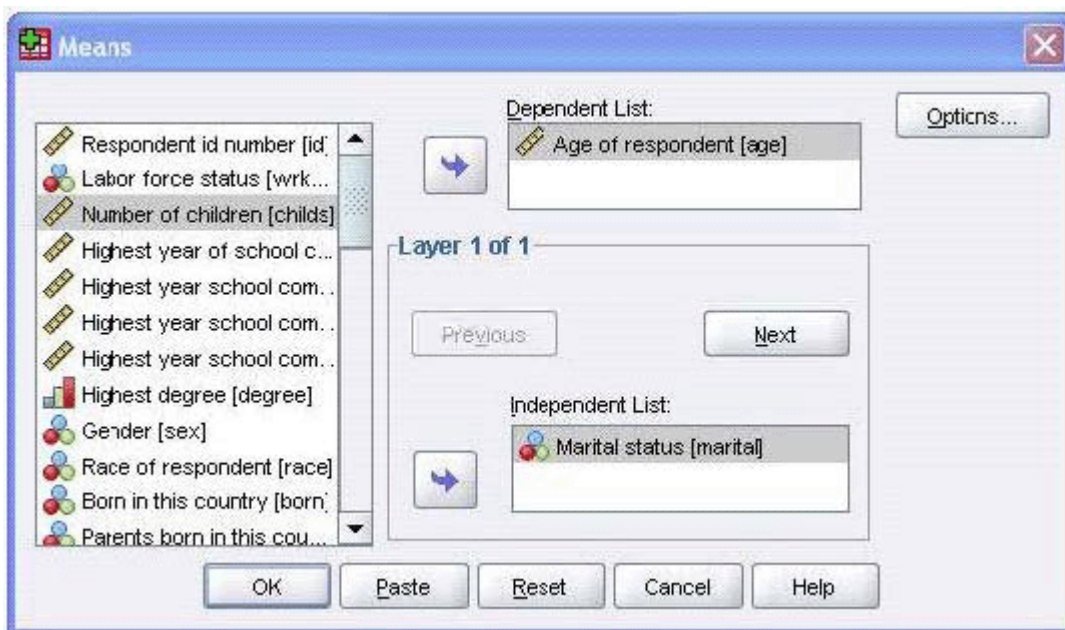 Means
Respondent id number [id]
Labor force status [wrk...
Number of children [childs]
Highest year of school c...
Highest year school com...
Highest year school com...
Highest year school com...
Highest degree [degree]
Gender [sex]
Race of respondent [race]
Born in this country [born]
Parents born in this cou...
Dependent List:
Age of respondent [age]
Options...
Layer 1 of 1
Previous
Next
Independent List:
Marital status [marital]
OK
Paste
Reset
Cancel
Help